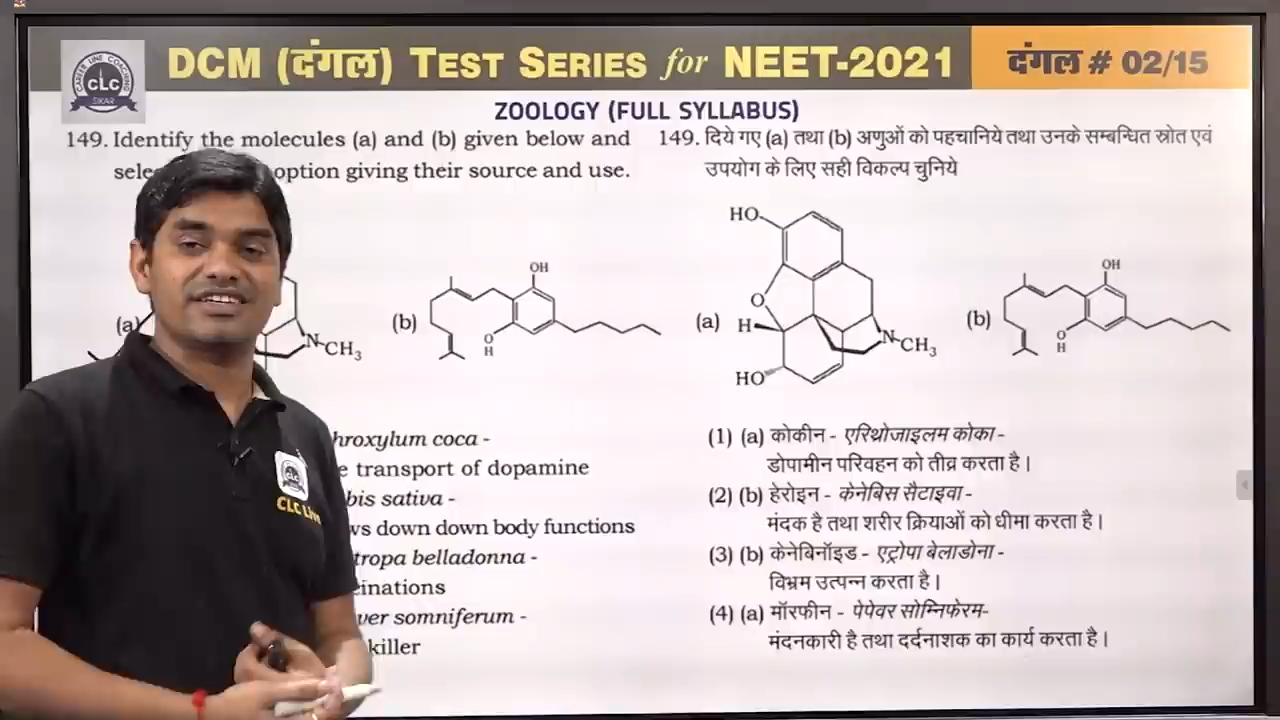 CAREER LINE COACHING
CLC
SIKAR
DCM (दंगल) TEST SERIES for NEET-2021
दंगल # 02/15
ZOOLOGY (FULL SYLLABUS)
149. Identify the molecules (a) and (b) given below and
option giving their source and use.
(a)
N
CH3
(b)
OH
O
H
hroxylum coca -
e transport of dopamine
bis sativa -
ws down down body functions
tropa belladonna -
cinations
ver somniferum -
killer
149. दिये गए (a) तथा (b) अणुओं को पहचानिये तथा उनके सम्बन्धित स्रोत एवं
उपयोग के लिए सही विकल्प चुनिये
HO
O
(a) H
N
CH3
HO
(b)
OH
O
H
(1) (a) कोकीन - एरिथ्रोजाइलम कोका-
डोपामीन परिवहन को तीव्र करता है।
(2) (b) हेरोइन - केनेबिस सैटाइवा-
मंदक है तथा शरीर क्रियाओं को धीमा करता है।
(3) (b) केनेबिनॉइड - एट्रोपा बेलाडोना -
विभ्रम उत्पन्न करता है।
(4) (a) मॉरफीन - पेपेवर सोम्निफेरम-
मंदनकारी है तथा दर्दनाशक का कार्य करता है।
CLC Live